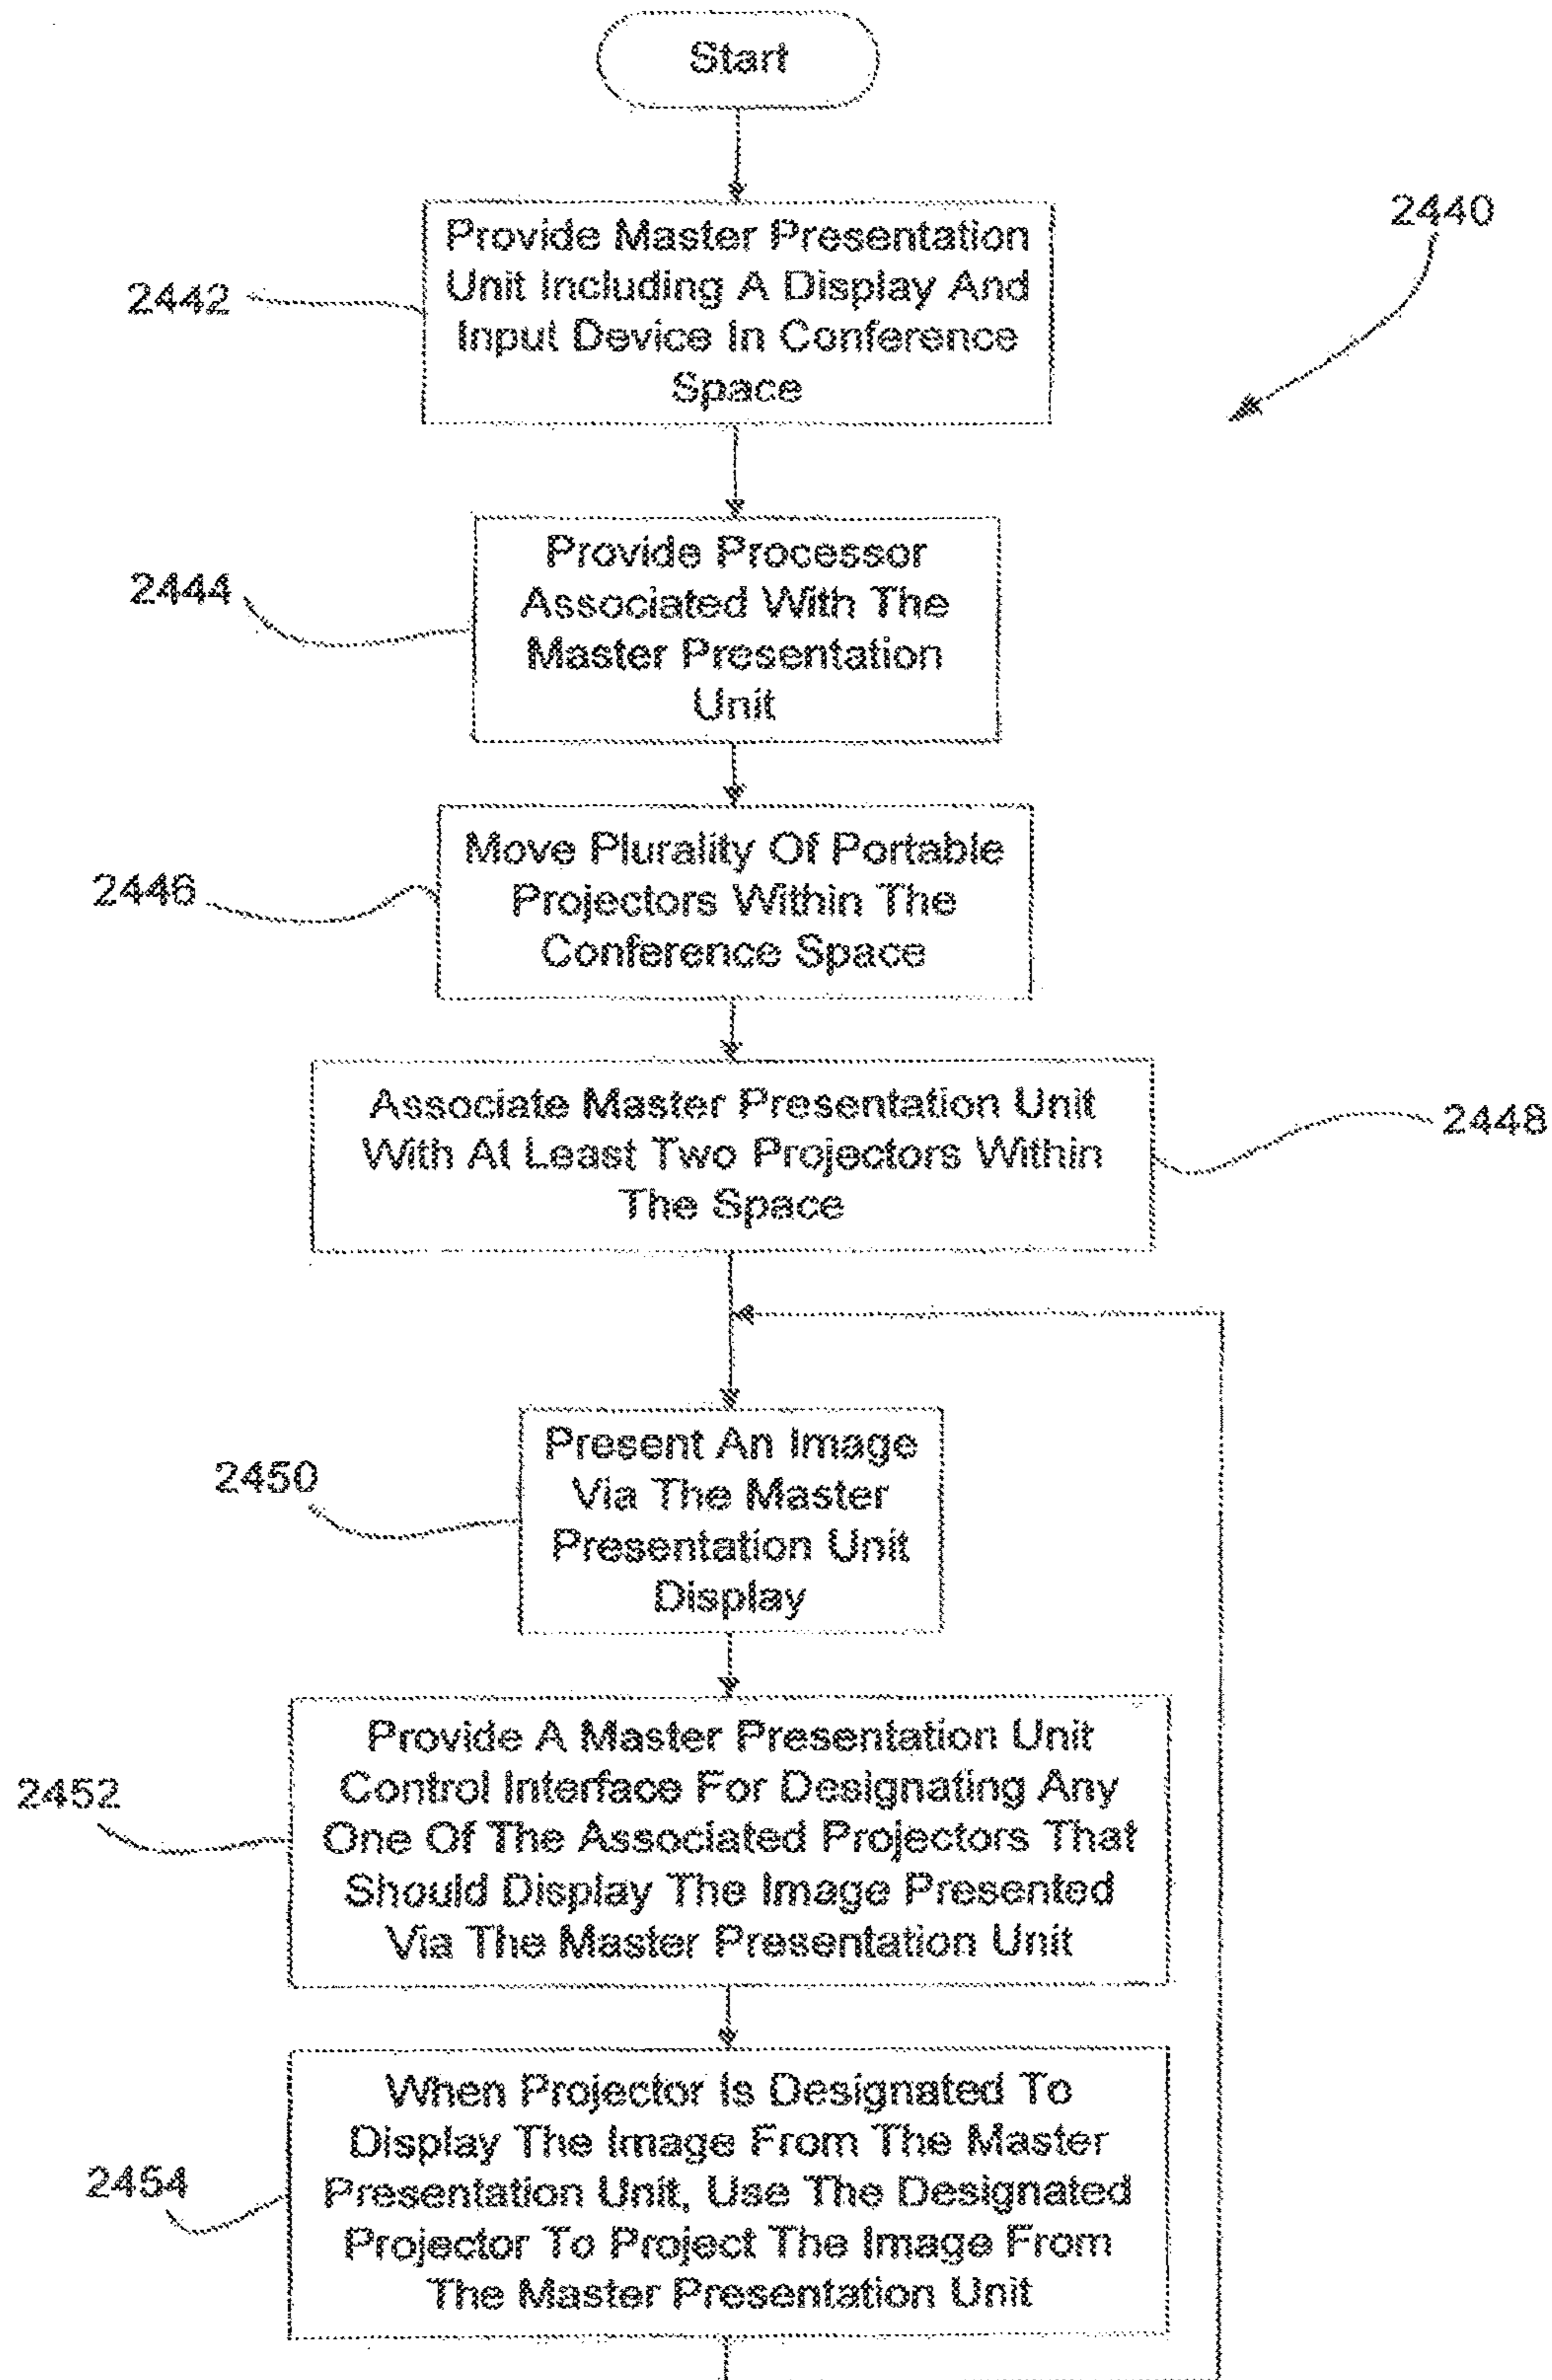 Start
2440
Provide Master Presentation
Unit Including A Display And
Input Device In Conference
Space
2442
Provide Processor
Associated With The
Master Presentation
Unit
2444
Move Plurality Of Portable
Projectors Within The
Conference Space
2446
Associate Master Presentation Unit
With At Least Two Projectors Within
The Space
2448
Present An Image
Via The Master
Presentation Unit
Display
2450
Provide A Master Presentation Unit
Control Interface For Designating Any
One Of The Associated Projectors That
Should Display The Image Presented
Via The Master Presentation Unit
2452
When Projector Is Designated To
Display The Image From The Master
Presentation Unit, Use The Designated
Projector To Project The Image From
The Master Presentation Unit
2454